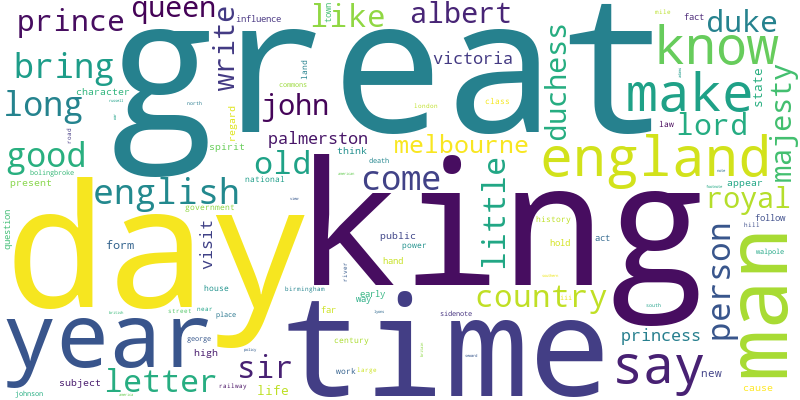 prince
queen
influence
like
town
albert
mile
fact
duke
great
write
know
bring
victoria
duchess
land
state
majesty
character
long
john
commons
london
class
make
lord
law
road
north
regard
spirit
palmerston
melbourne
good
old
think
death
england
bolingbroke
present
english
national
come
little
appear
royal
day
king
man
question
government
visit
form
public
power
history
hold
act
person
follow
hill
walpole
hand
river
house
birmingham
early
way
country
south
year
street
near
place
george
far
time
sidenote
princess
century
high
sir
say
new
subject
letter
railway
life
work
large
cause
johnson